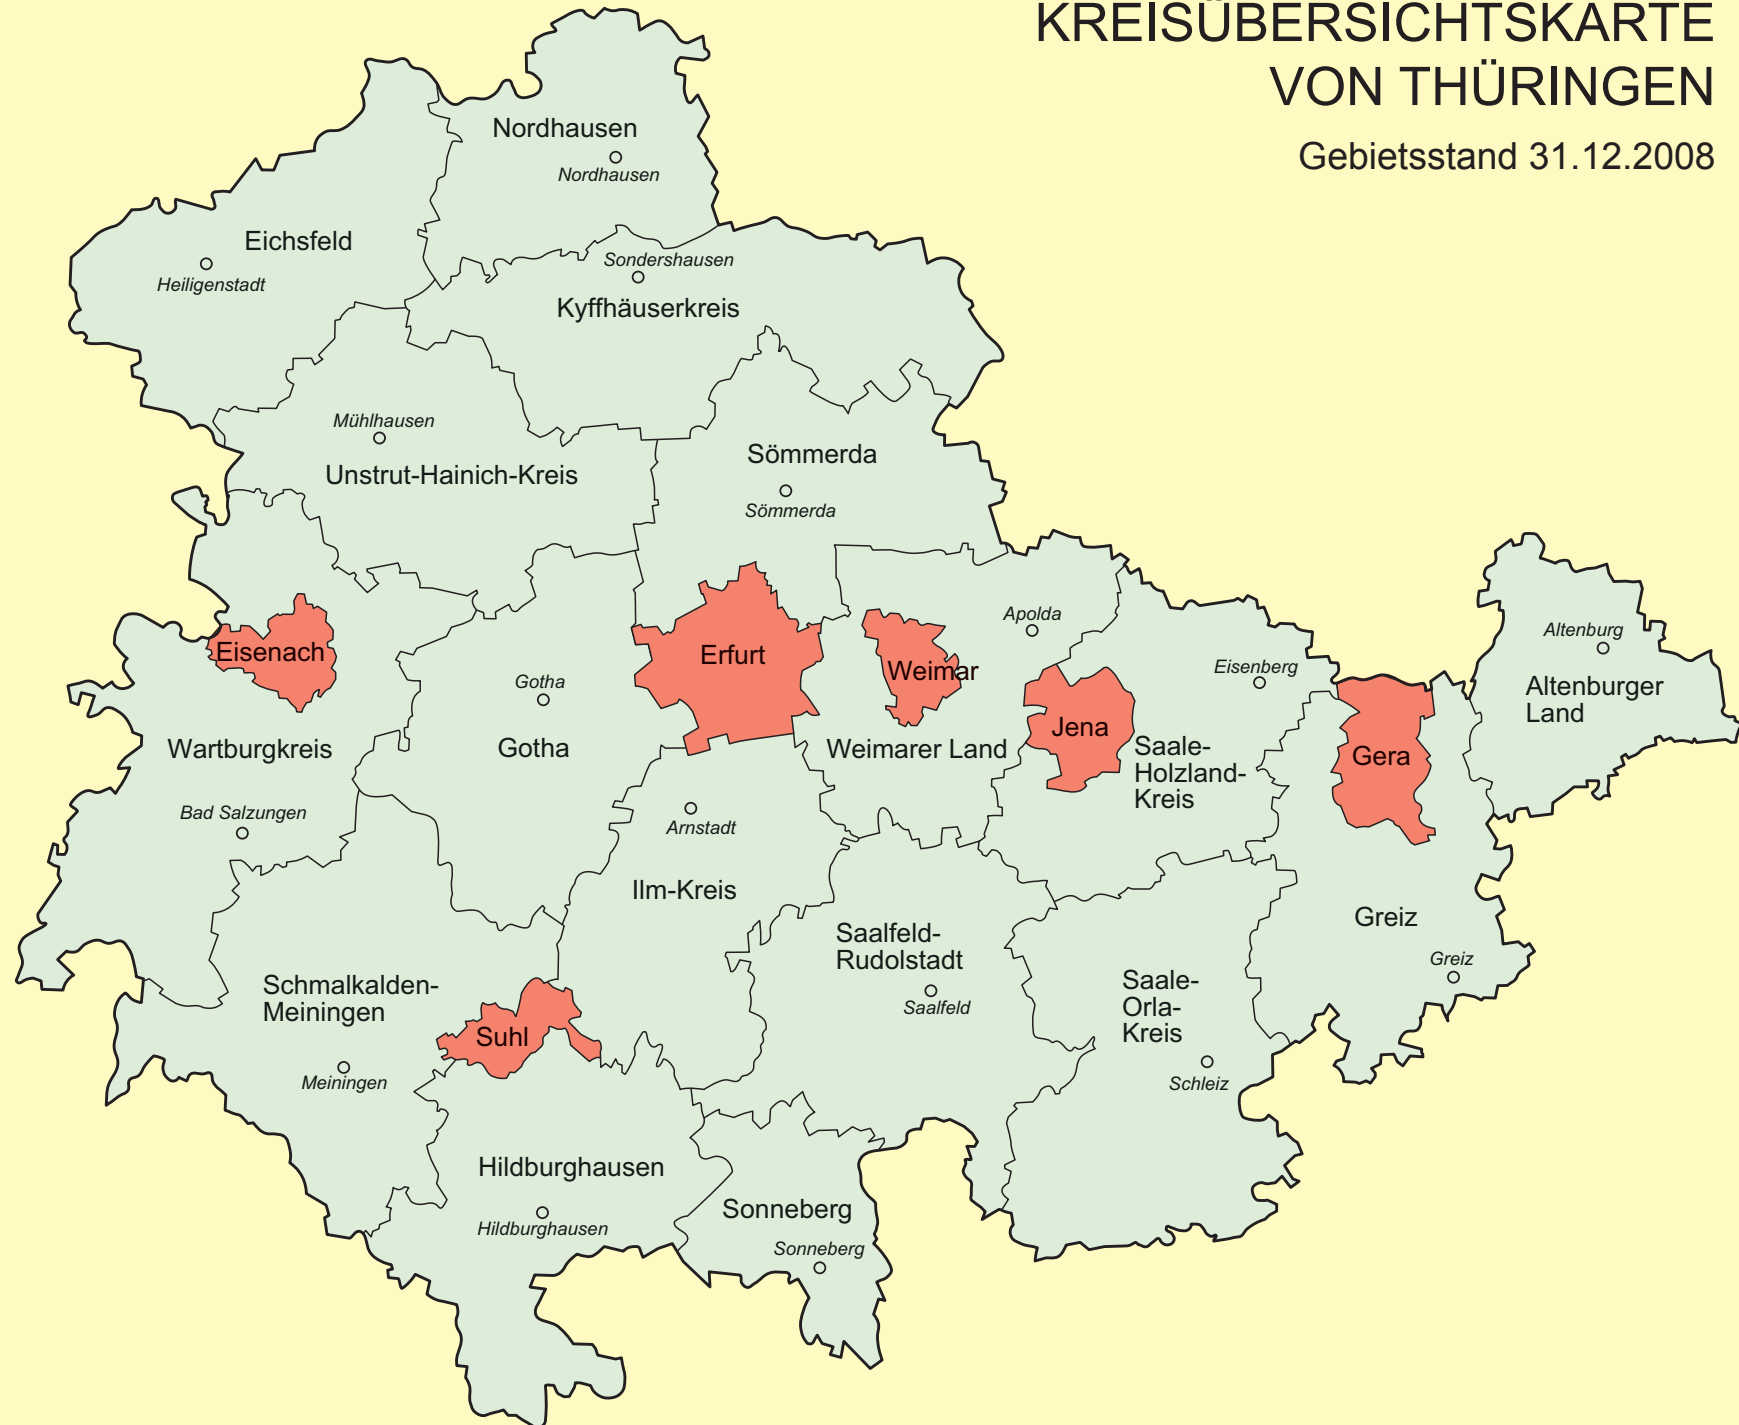 KREISÜBERSICHTSKARTE
VON THÜRINGEN
Gebietsstand 31.12.2008
Nordhausen
Nordhausen
Eichsfeld
Heiligenstadt
Sondershausen
Kyffhäuserkreis
Mühlhausen
Unstrut-Hainich-Kreis
Sömmerda
Sömmerda
Eisenach
Erfurt
Weimar
Apolda
Altenburg
Altenburger
Land
Eisenberg
Gotha
Gotha
Wartburgkreis
Bad Salzungen
Weimarer Land
Jena
Saale-
Holzland-
Kreis
Gera
Arnstadt
Ilm-Kreis
Saalfeld-
Rudolstadt
Saalfeld
Greiz
Greiz
Schmalkalden-
Meiningen
Meiningen
Suhl
Saale-
Orla-
Kreis
Schleiz
Hildburghausen
Hildburghausen
Sonneberg
Sonneberg